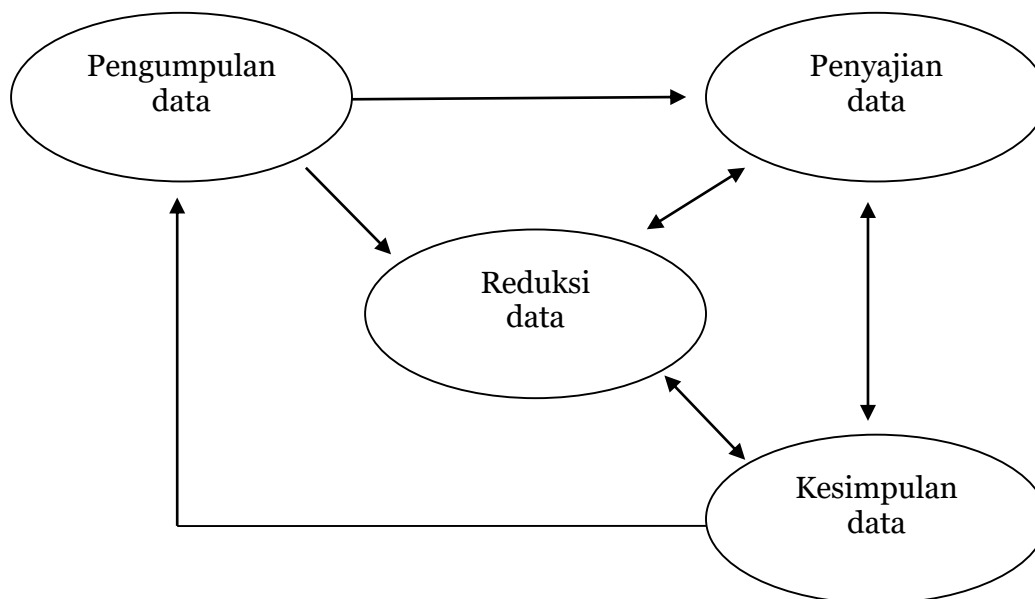 Pengumpulan
data
Penyajian
data
Reduksi
data
Kesimpulan
data